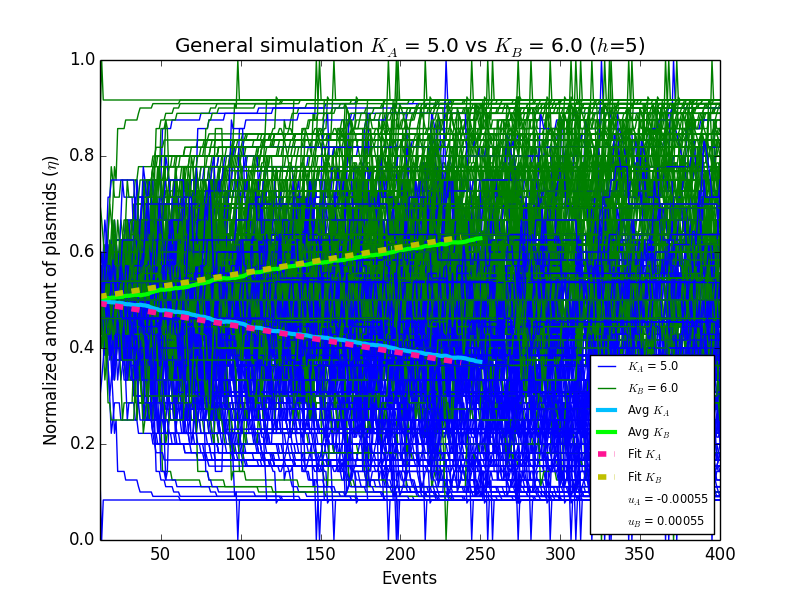 General simulation K_A = 5.0 vs K_B = 6.0 (h=5)
Normalized amount of plasmids (η)
1.0
0.8
0.6
0.4
0.2
0.0
50
100
150
200
250
300
350
400
Events
K_A = 5.0
K_B = 6.0
Avg K_A
Avg K_B
Fit K_A
Fit K_B
u_A = -0.00055
u_B = 0.00055